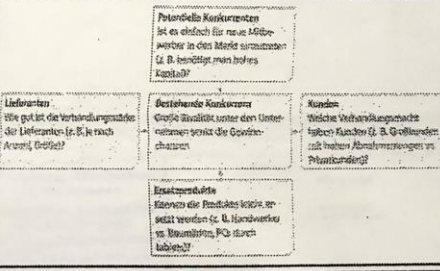 Potentielle Konkurrenten
Ist es einfach für neue Mitbe-
werber in den Markt einzutreten
(z. B. benötigt man hohes
Kapital)?
Lieferanten
Wie gut ist die Verhandlungsstärke
der Lieferanten (z. B. je nach
Anzahl, Größe)?
Bestehende Konkurrenz
Große Rivalität unter den Unter-
nehmen senkt die Gewinn-
chancen
Kunden
Welche Verhandlungsmacht
haben Kunden (z. B. Großkunden
mit hohen Abnahmemengen vs.
Privatkunden)?
Ersatzprodukte
Können die Produkte leicht er-
setzt werden (z. B. Handwerker
vs. Baumärkte, PCs durch
Tablets)?